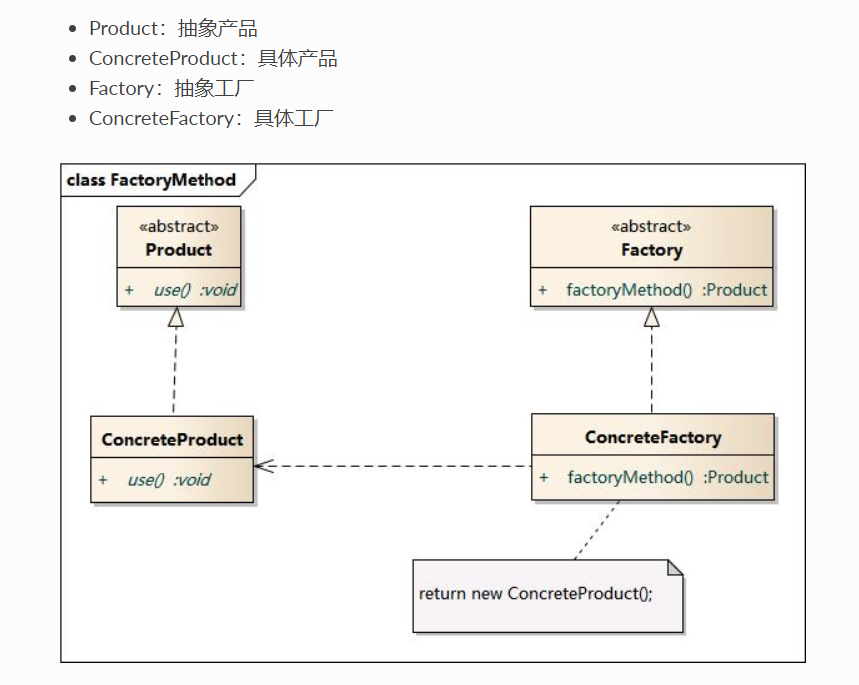 Product：抽象产品
ConcreteProduct：具体产品
Factory：抽象工厂
ConcreteFactory：具体工厂
class FactoryMethod
«abstract»
Product
+ use() :void
«abstract»
Factory
+ factoryMethod() :Product
ConcreteProduct
+ use() :void
ConcreteFactory
+ factoryMethod() :Product
return new ConcreteProduct();